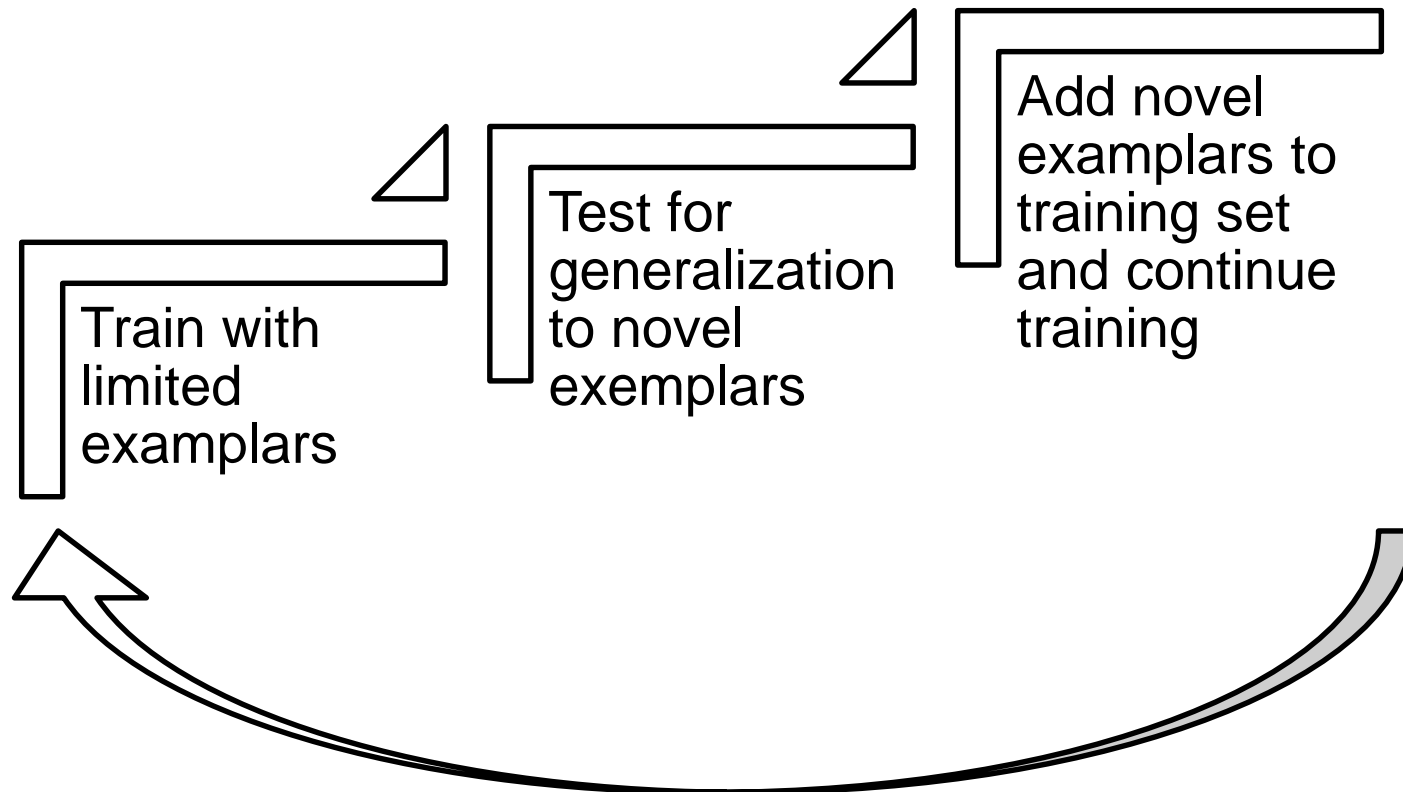 Train with
limited
examplars
Test for
generalization
to novel
exemplars
Add novel
examplars to
training set
and continue
training